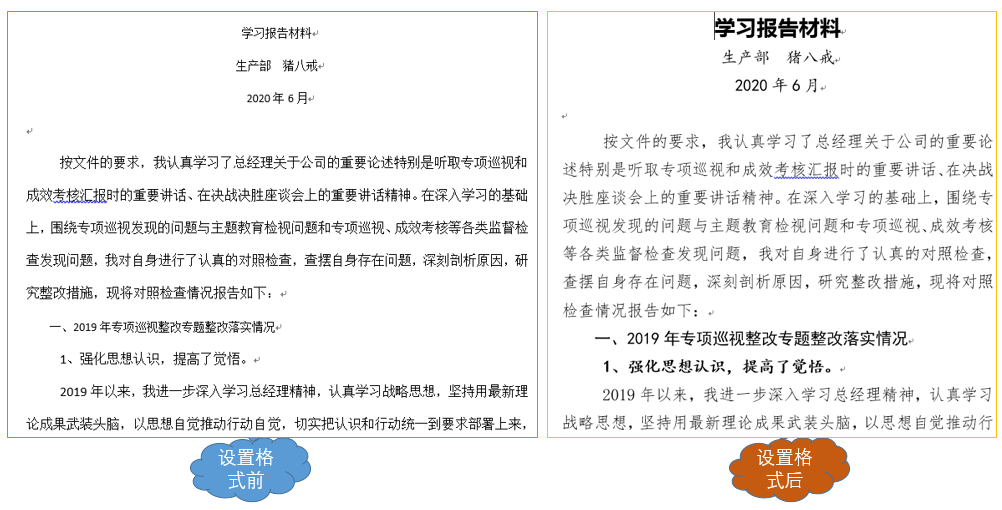 学习报告材料
生产部 猪八戒
2020 年 6 月
按文件的要求，我认真学习了总经理关于公司的重要论述特别是听取专项巡视和
成效考核汇报时的重要讲话、在决战决胜座谈会上的重要讲话精神。在深入学习的基础
上，围绕专项巡视发现的问题与主题教育检视问题和专项巡视、成效考核等各类监督检
查发现问题，我对自身进行了认真的对照检查，查摆自身存在问题，深刻剖析原因，研
究整改措施，现将对照检查情况报告如下：
一、2019 年专项巡视整改专题整改落实情况
1、强化思想认识，提高了觉悟。
2019 年以来，我进一步深入学习总经理精神，认真学习战略思想，坚持用最新理
论成果武装头脑，以思想自觉推动行动自觉，切实把认识和行动统一到要求部署上来，
设置格
式前
学习报告材料
生产部 猪八戒
2020 年 6 月
按文件的要求，我认真学习了总经理关于公司的重要论
述特别是听取专项巡视和成效考核汇报时的重要讲话、在决战
决胜座谈会上的重要讲话精神。在深入学习的基础上，围绕专
项巡视发现的问题与主题教育检视问题和专项巡视、成效考核
等各类监督检查发现问题，我对自身进行了认真的对照检查，
查摆自身存在问题，深刻剖析原因，研究整改措施，现将对照
检查情况报告如下：
一、2019 年专项巡视整改专题整改落实情况
1、强化思想认识，提高了觉悟。
2019 年以来，我进一步深入学习总经理精神，认真学习
战略思想，坚持用最新理论成果武装头脑，以思想自觉推动行
设置格
式后